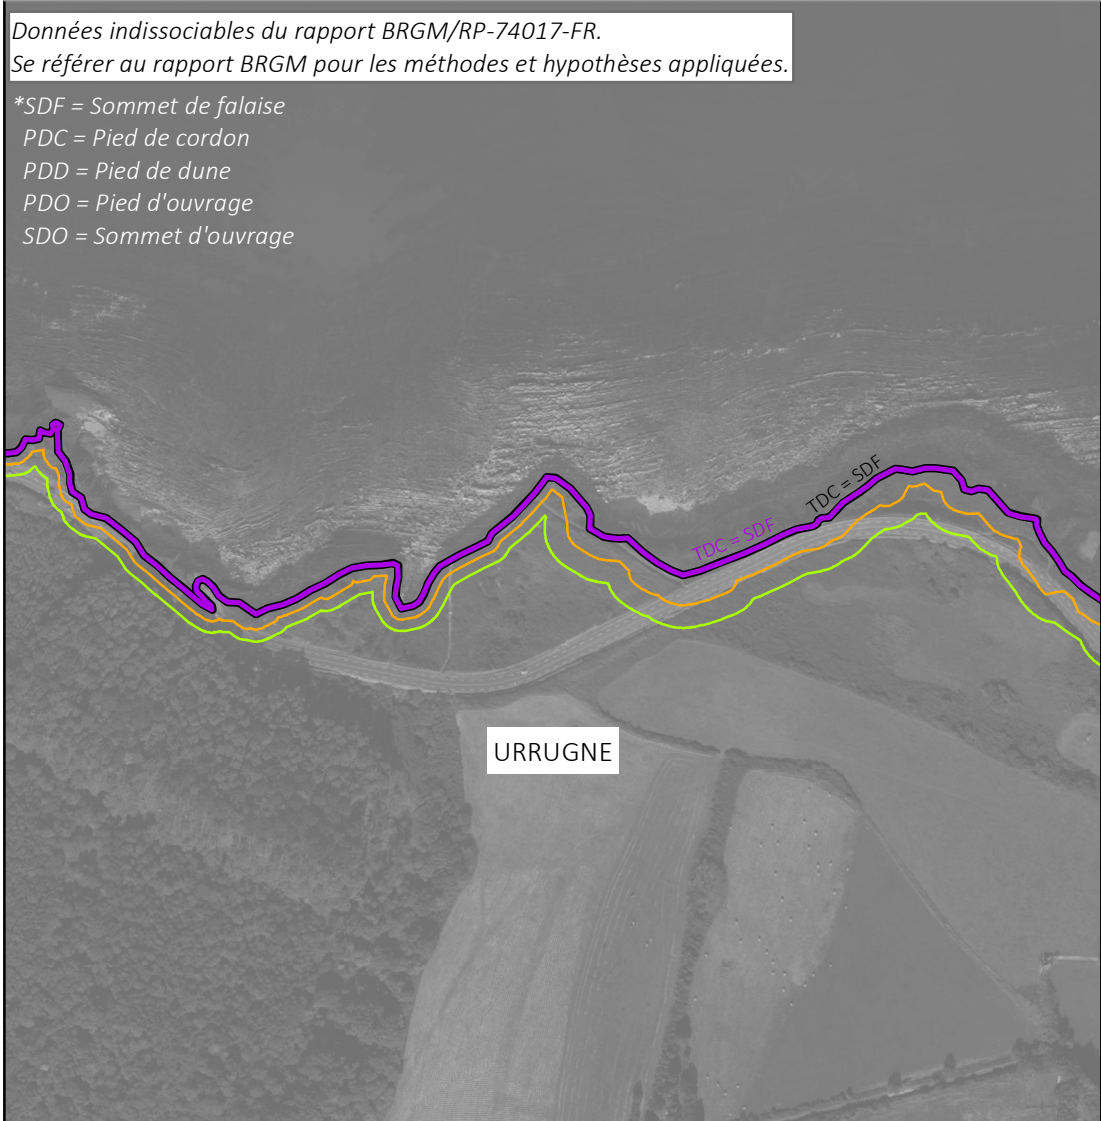 Données indissociables du rapport BRGM/RP-74017-FR.
Se référer au rapport BRGM pour les méthodes et hypothèses appliquées.
*SDF = Sommet de falaise
PDC = Pied de cordon
PDD = Pied de dune
PDO = Pied d'ouvrage
SDO = Sommet d'ouvrage
TDC = SDF
TDC = SDF
URRUGNE